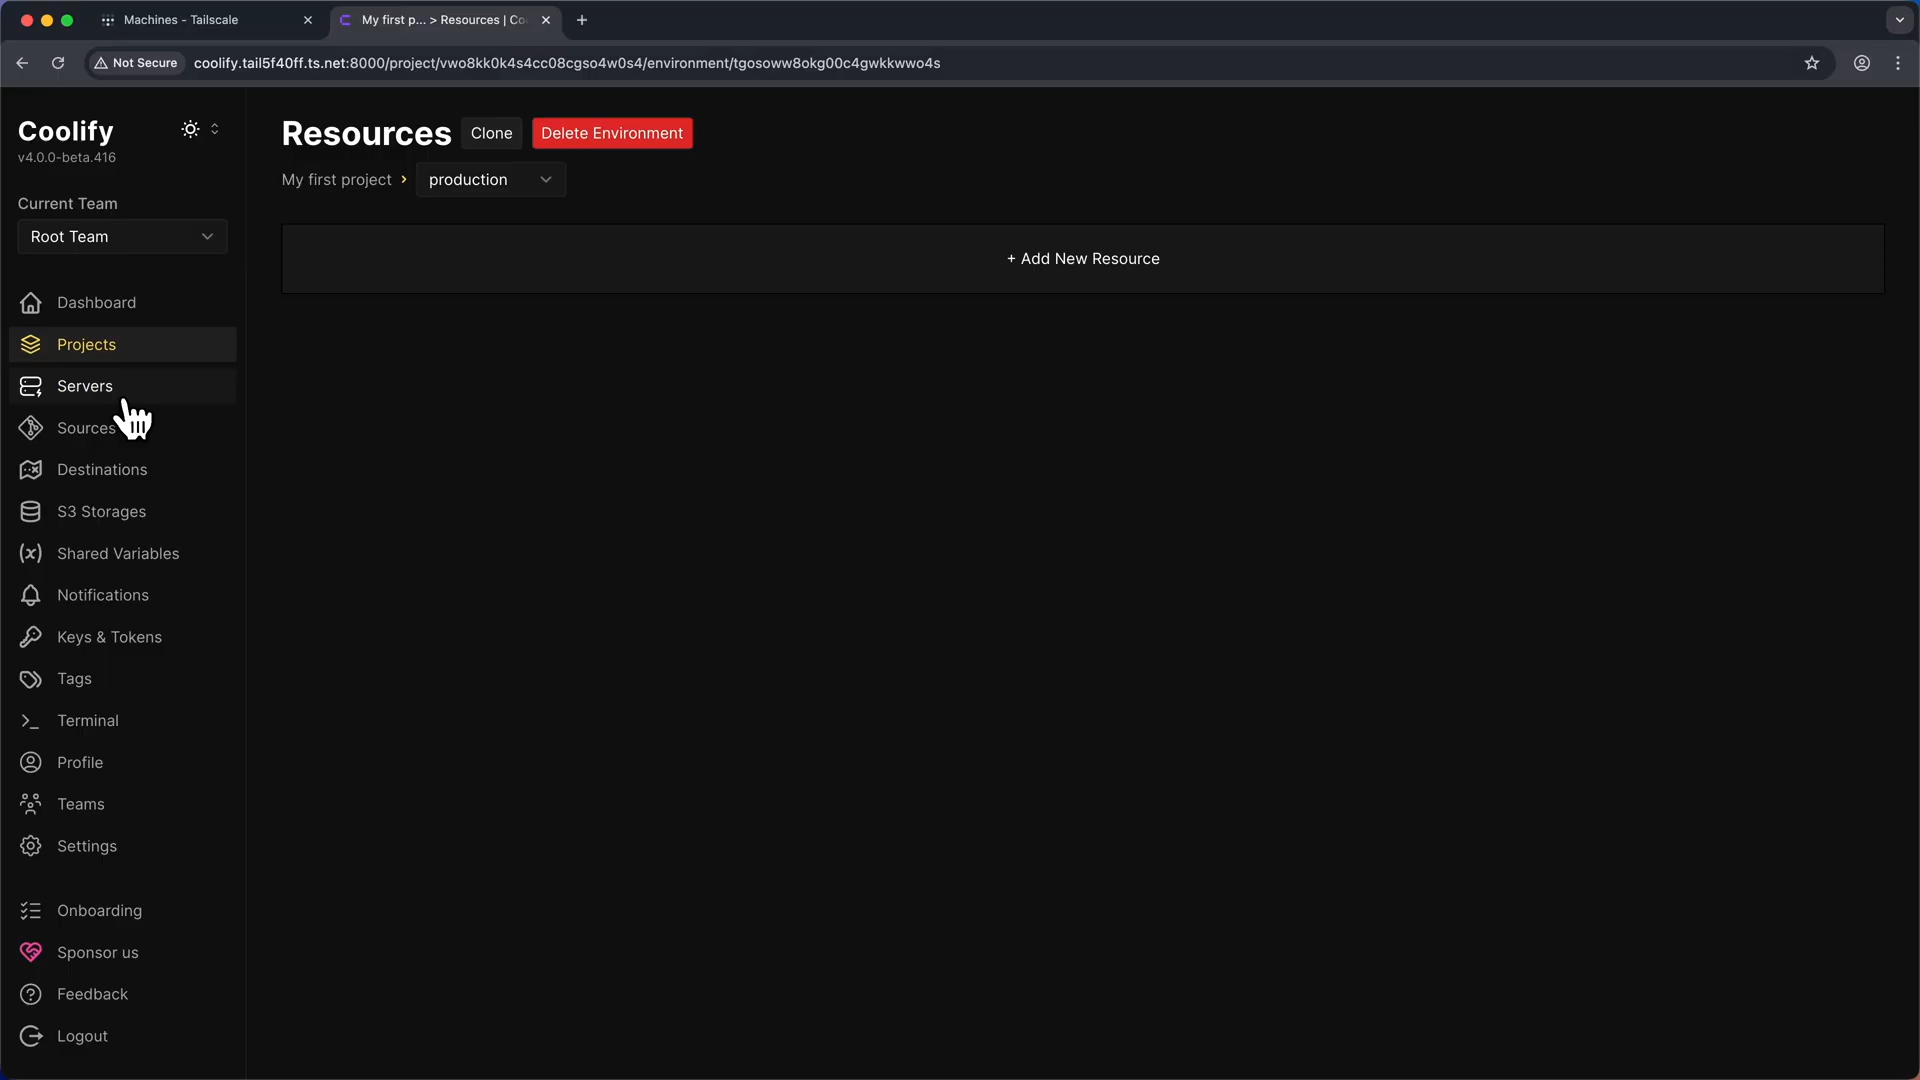 Machines - Tailscale
My first p... > Resources | Co
Not Secure
coolify.tail5f40ff.ts.net:8000/project/vwo8kk0k4s4cc08cgso4w0s4/environment/tgosoww8okg00c4gwkkwwo4s
Coolify
v4.0.0-beta.416
Current Team
Root Team
Dashboard
Projects
Servers
Sources
Destinations
S3 Storages
Shared Variables
Notifications
Keys & Tokens
Tags
Terminal
Profile
Teams
Settings
Onboarding
Sponsor us
Feedback
Logout
Resources
Clone
Delete Environment
My first project
production
+ Add New Resource